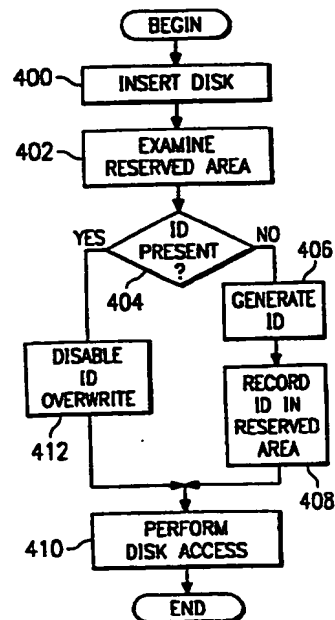 BEGIN
400
INSERT DISK
402
EXAMINE
RESERVED AREA
YES
ID
PRESENT
?
NO
404
406
GENERATE
ID
DISABLE
ID
OVERWRITE
412
RECORD
ID IN
RESERVED
AREA
408
410
PERFORM
DISK ACCESS
END